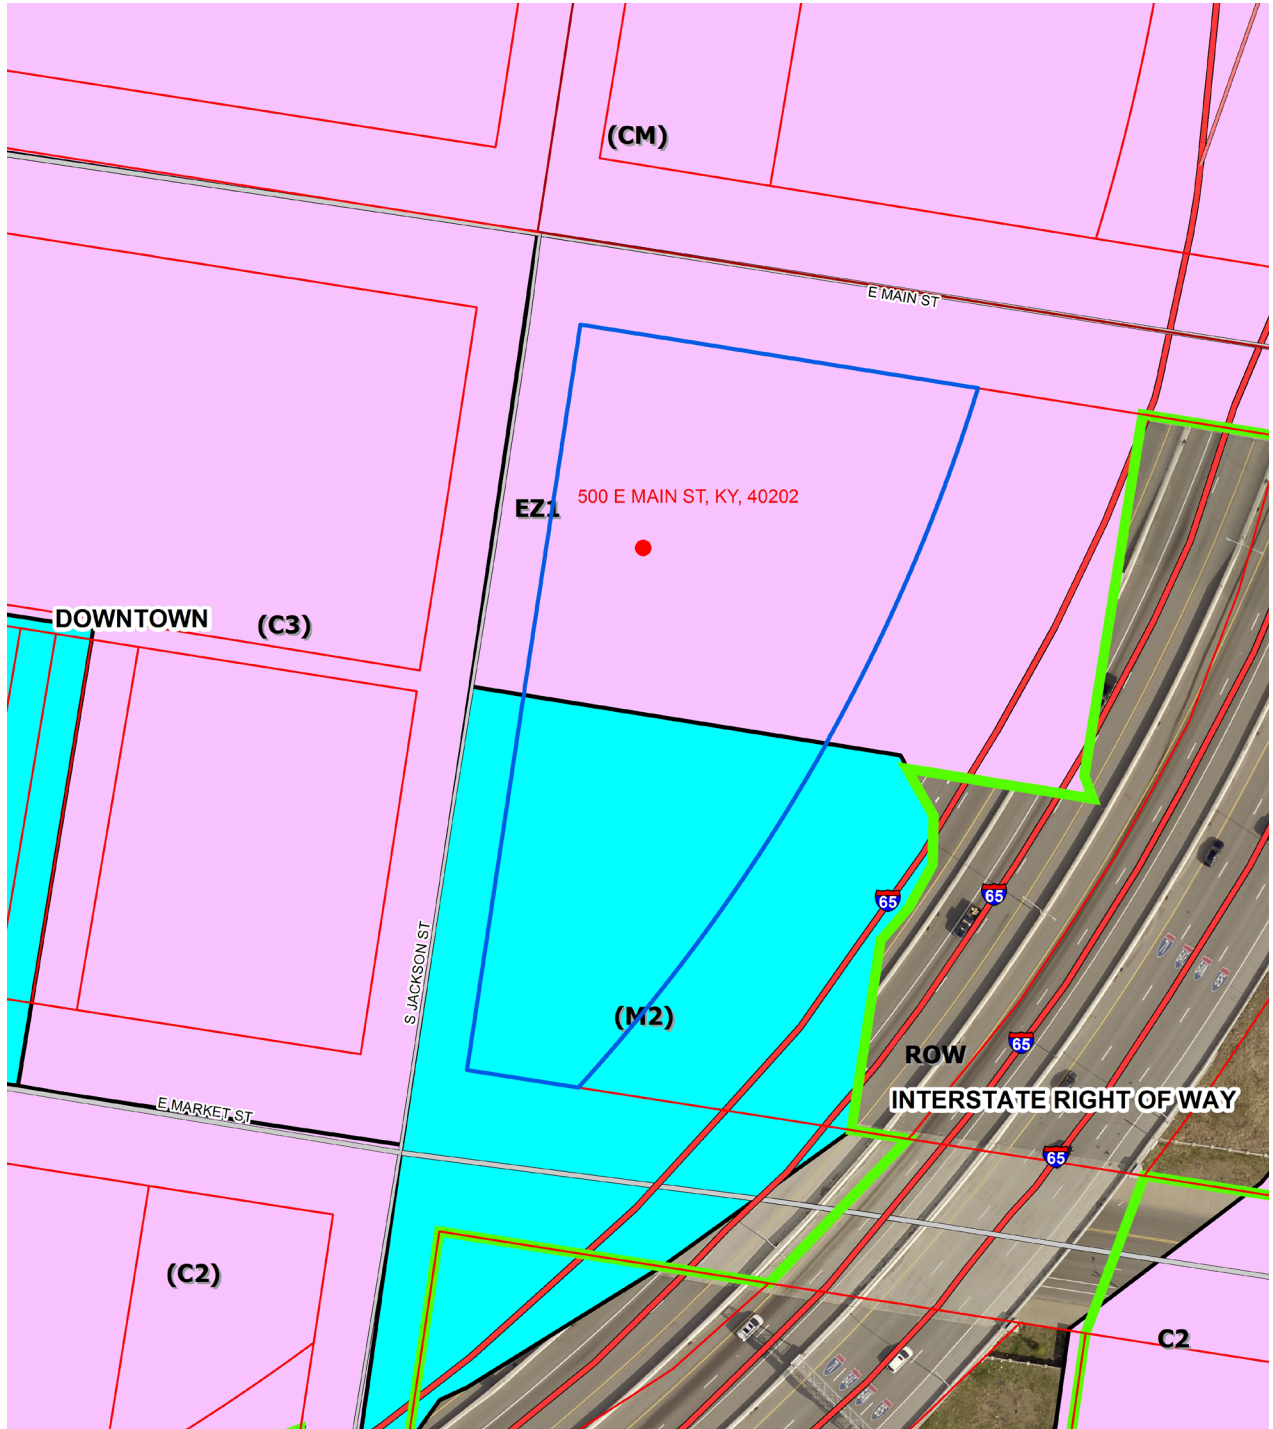 (CM)
E MAIN ST
500 E MAIN ST, KY, 40202
EZ1
DOWNTOWN
(C3)
65
65
S JACKSON ST
(M2)
65
ROW
INTERSTATE RIGHT OF WAY
E MARKET ST
65
(C2)
C2